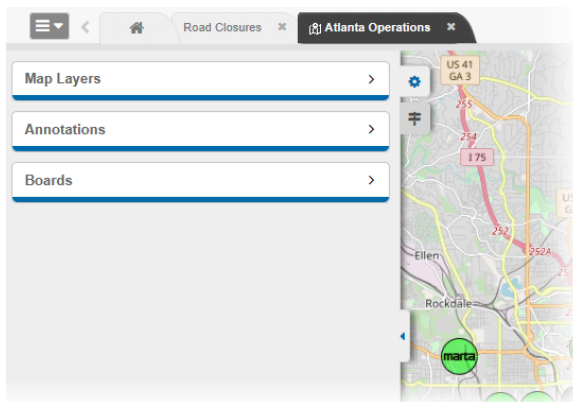 Road Closures
Atlanta Operations
Map Layers
Annotations
Boards
US 41
GA 3
255
254
I 75
252
252A
Ellen
Rockdale
marta